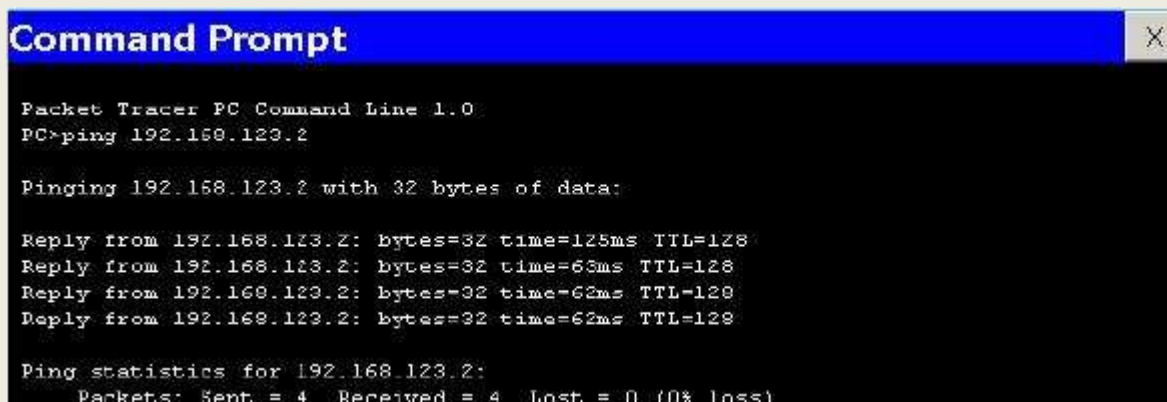 Command Prompt
X
Packet Tracer PC Command Line 1.0
PC>ping 192.168.123.2
Pinging 192.168.123.2 with 32 bytes of data:
Reply from 192.168.123.2: bytes=32 time=125ms TTL=128
Reply from 192.168.123.2: bytes=32 time=63ms TTL=128
Reply from 192.168.123.2: bytes=32 time=62ms TTL=128
Reply from 192.168.123.2: bytes=32 time=62ms TTL=128
Ping statistics for 192.168.123.2:
Packets: Sent = 4, Received = 4, Lost = 0 (0% loss)